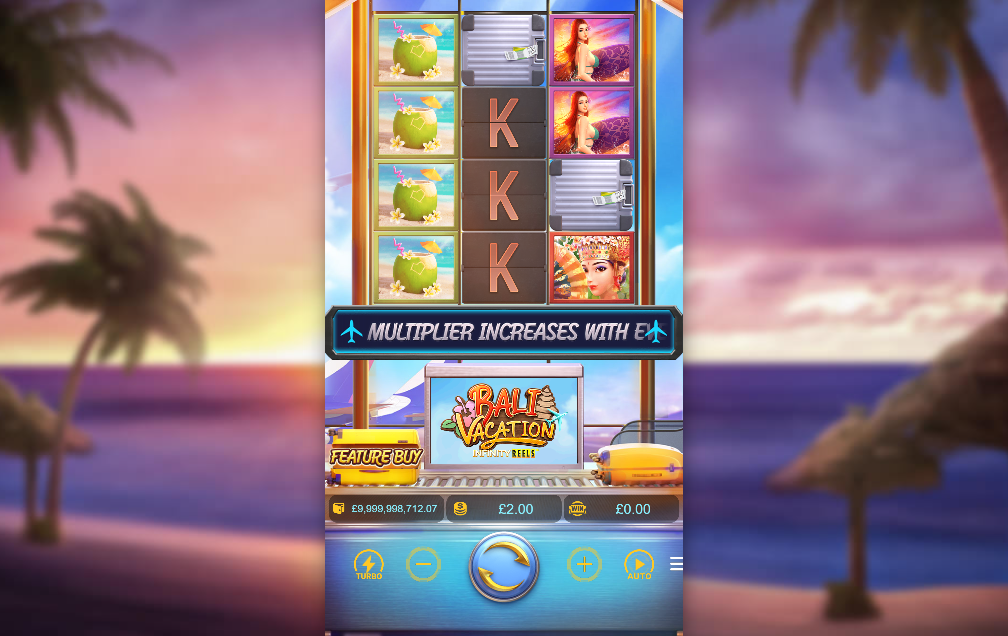 K
K
K
MULTIPLIER INCREASES WITH
BALI
VACATION
INFINITY REELS
FEATURE BUY
£9,999,998,712.07
£2.00
WIN
£0.00
TURBO
AUTO